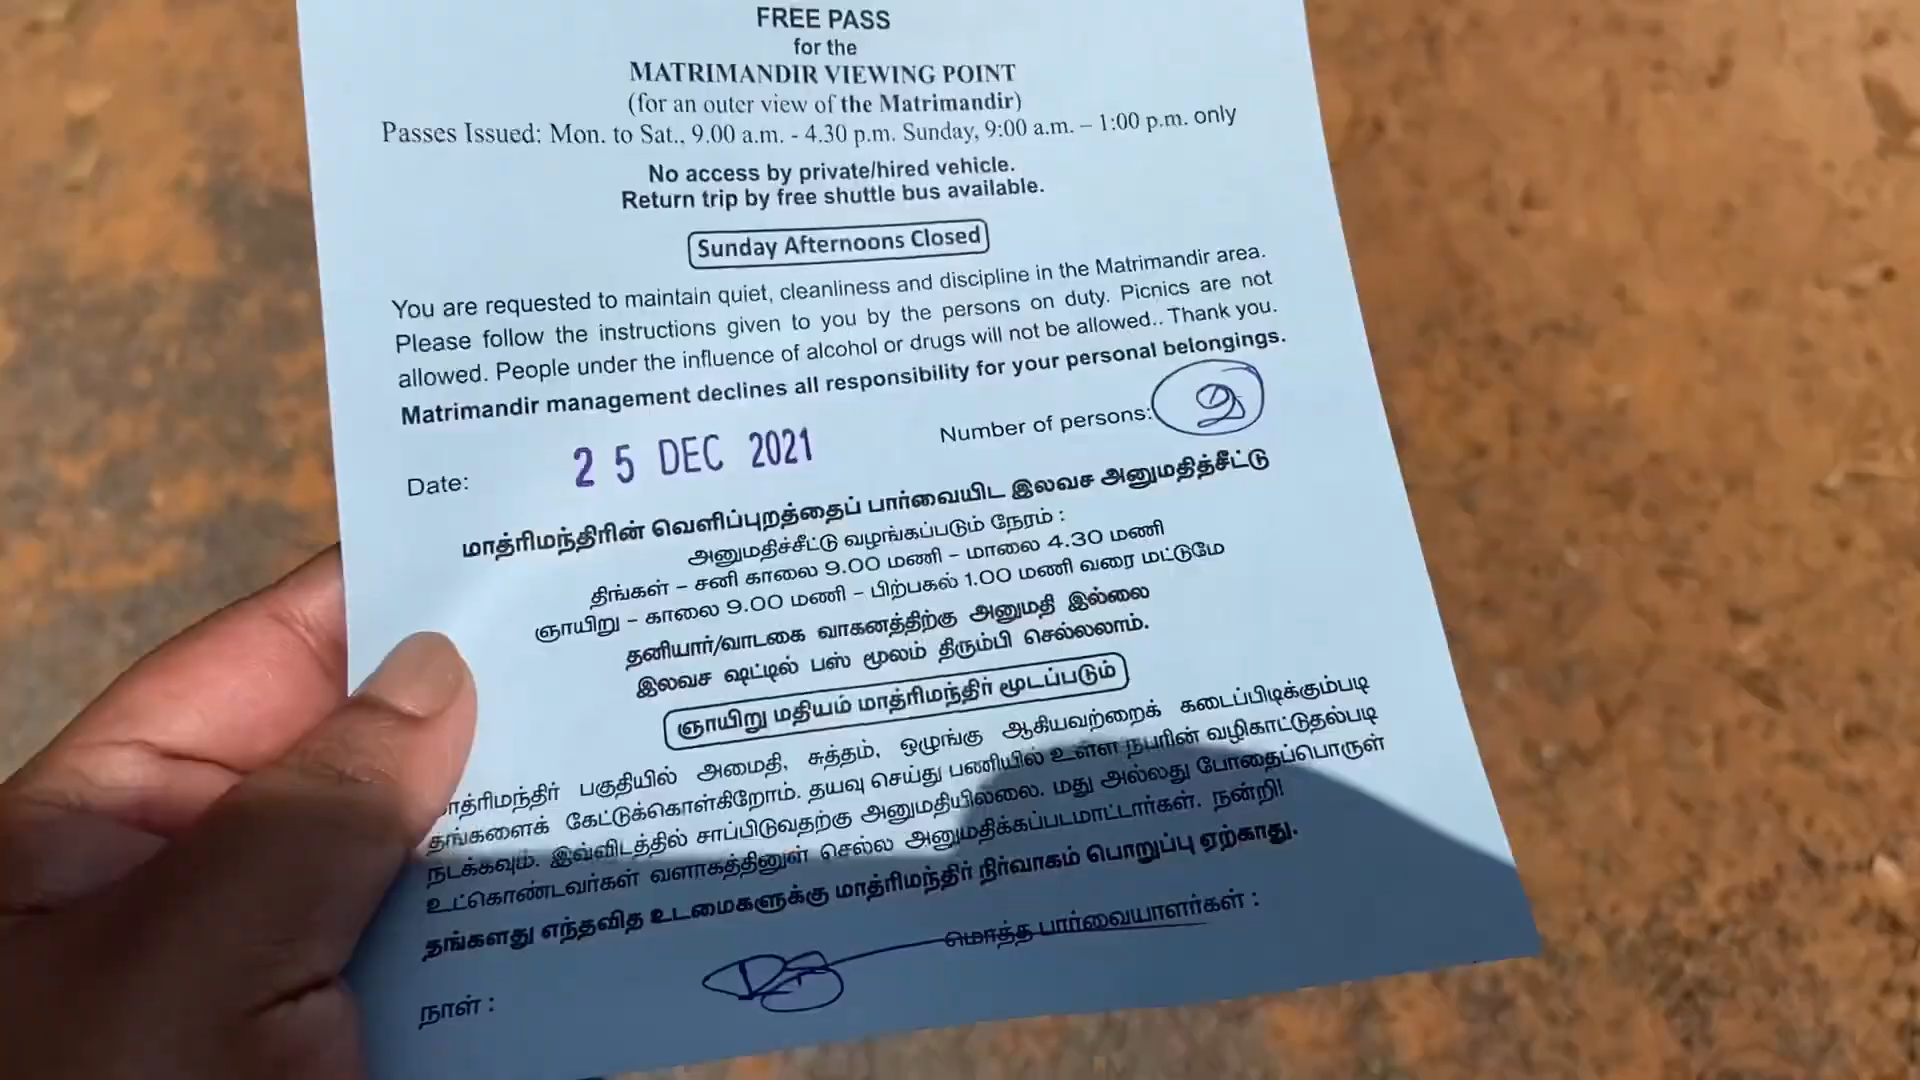 FREE PASS
for the
MATRIMANDIR VIEWING POINT
(for an outer view of the Matrimandir)
Passes Issued: Mon. to Sat., 9.00 a.m. - 4.30 p.m. Sunday, 9:00 a.m. – 1:00 p.m. only
No access by private/hired vehicle.
Return trip by free shuttle bus available.
Sunday Afternoons Closed
You are requested to maintain quiet, cleanliness and discipline in the Matrimandir area.
Please follow the instructions given to you by the persons on duty. Picnics are not
allowed. People under the influence of alcohol or drugs will not be allowed.. Thank you.
Matrimandir management declines all responsibility for your personal belongings.
Date: 25 DEC 2021 Number of persons: 2
மாத்ரிமந்திரின் வெளிப்புறத்தைப் பார்வையிட இலவச அனுமதித்சீட்டு
அனுமதிச்சீட்டு வழங்கப்படும் நேரம் :
திங்கள் – சனி காலை 9.00 மணி – மாலை 4.30 மணி
ஞாயிறு – காலை 9.00 மணி – பிற்பகல் 1.00 மணி வரை மட்டுமே
தனியார்/வாடகை வாகனத்திற்கு அனுமதி இல்லை
இலவச ஷட்டில் பஸ் மூலம் திரும்பி செல்லலாம்.
ஞாயிறு மதியம் மாத்ரிமந்திர் மூடப்படும்
மாத்ரிமந்திர் பகுதியில் அமைதி, சுத்தம், ஒழுங்கு ஆகியவற்றைக் கடைப்பிடிக்கும்படி
தங்களைக் கேட்டுக்கொள்கிறோம். தயவு செய்து பணியில் உள்ள நபரின் வழிகாட்டுதல்படி
நடக்கவும். இவ்விடத்தில் சாப்பிடுவதற்கு அனுமதியில்லை. மது அல்லது போதைப்பொருள்
உட்கொண்டவர்கள் வளாகத்தினுள் செல்ல அனுமதிக்கப்படமாட்டார்கள். நன்றி!
தங்களது எந்தவித உடமைகளுக்கு மாத்ரிமந்திர் நிர்வாகம் பொறுப்பு ஏற்காது.
நாள் : மொத்த பார்வையாளர்கள் :